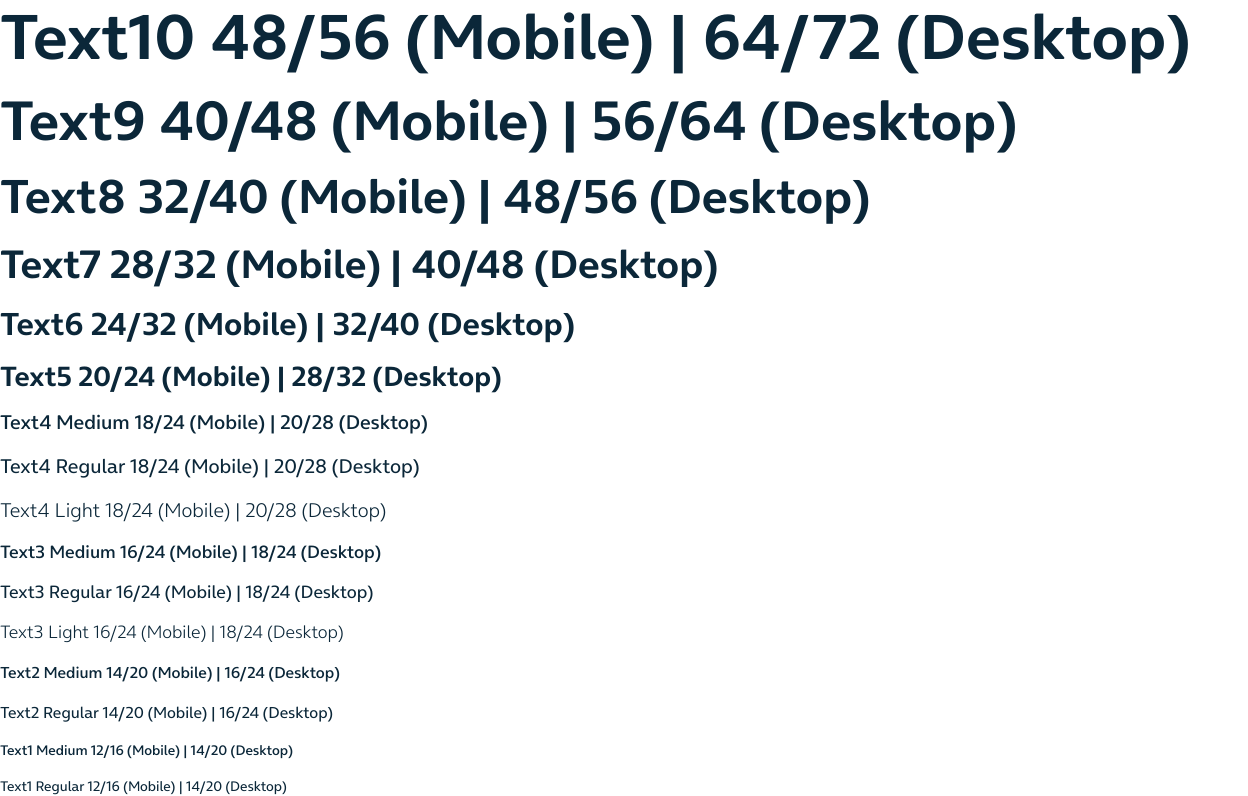 Text10 48/56 (Mobile) | 64/72 (Desktop)
Text9 40/48 (Mobile) | 56/64 (Desktop)
Text8 32/40 (Mobile) | 48/56 (Desktop)
Text7 28/32 (Mobile) | 40/48 (Desktop)
Text6 24/32 (Mobile) | 32/40 (Desktop)
Text5 20/24 (Mobile) | 28/32 (Desktop)
Text4 Medium 18/24 (Mobile) | 20/28 (Desktop)
Text4 Regular 18/24 (Mobile) | 20/28 (Desktop)
Text4 Light 18/24 (Mobile) | 20/28 (Desktop)
Text3 Medium 16/24 (Mobile) | 18/24 (Desktop)
Text3 Regular 16/24 (Mobile) | 18/24 (Desktop)
Text3 Light 16/24 (Mobile) | 18/24 (Desktop)
Text2 Medium 14/20 (Mobile) | 16/24 (Desktop)
Text2 Regular 14/20 (Mobile) | 16/24 (Desktop)
Text1 Medium 12/16 (Mobile) | 14/20 (Desktop)
Text1 Regular 12/16 (Mobile) | 14/20 (Desktop)